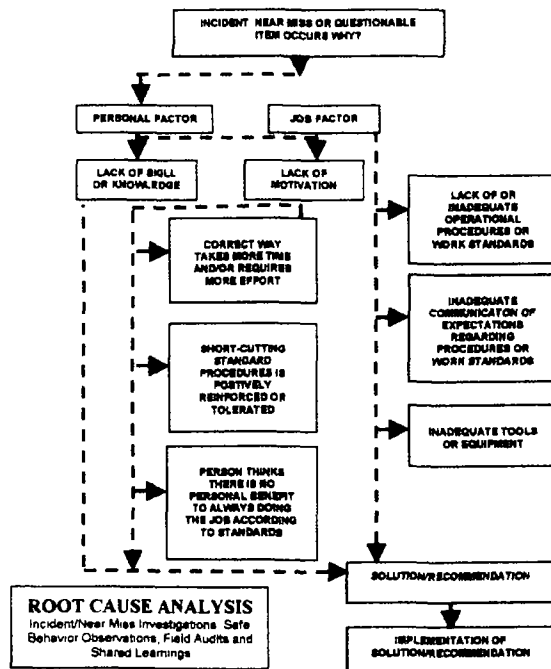 INCIDENT NEAR MISS OR QUESTIONABLE
ITEM OCCURS WHY?
PERSONAL FACTOR
JOB FACTOR
LACK OF SKILL
OR KNOWLEDGE
LACK OF
MOTIVATION
LACK OF OR
INADEQUATE
OPERATIONAL
PROCEDURES OR
WORK STANDARDS
CORRECT WAY
TAKES MORE TIME
AND/OR REQUIRES
MORE EFFORT
INADEQUATE
COMMUNICATON OF
EXPECTATIONS
REGARDING
PROCEDURES OR
WORK STANDARDS
SHORT-CUTTING
STANDARD
PROCEDURES IS
POSTIVELY
REINFORCED OR
TOLERATED
INADEQUATE TOOLS
OR EQUIPMENT
PERSON THINKS
THERE IS NO
PERSONAL BENEFIT
TO ALWAYS DOING
THE JOB ACCORDING
TO STANDARDS
SOLUTION/RECOMMENDATION
ROOT CAUSE ANALYSIS
Incident/Near Miss Investigations Safe
Behavior Observations, Field Audits and
Shared Learnings
IMPLEMENTATION OF
SOLUTION/RECOMMENDATION